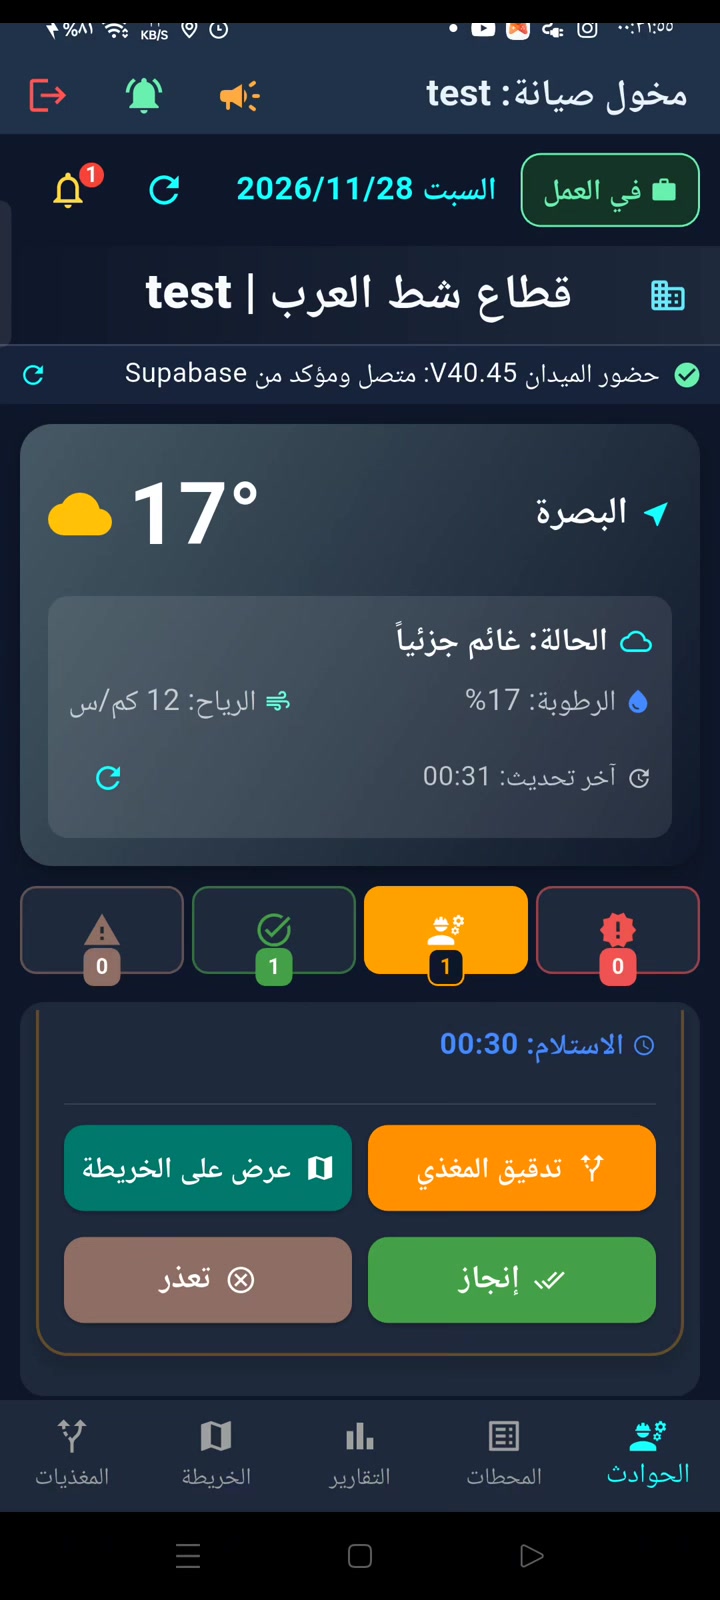 %٨١ KB/S
مخول صيانة: test
في العمل
السبت 2026/11/28
1
قطاع شط العرب | test
حضور الميدان V40.45: متصل ومؤكد من Supabase
البصرة
17°
الحالة: غائم جزئياً
الرطوبة: 17%
الرياح: 12 كم/س
آخر تحديث: 00:31
0
1
1
0
الاستلام: 00:30
تدقيق المغذي
عرض على الخريطة
إنجاز
تعذر
الحوادث
المحطات
التقارير
الخريطة
المغذيات